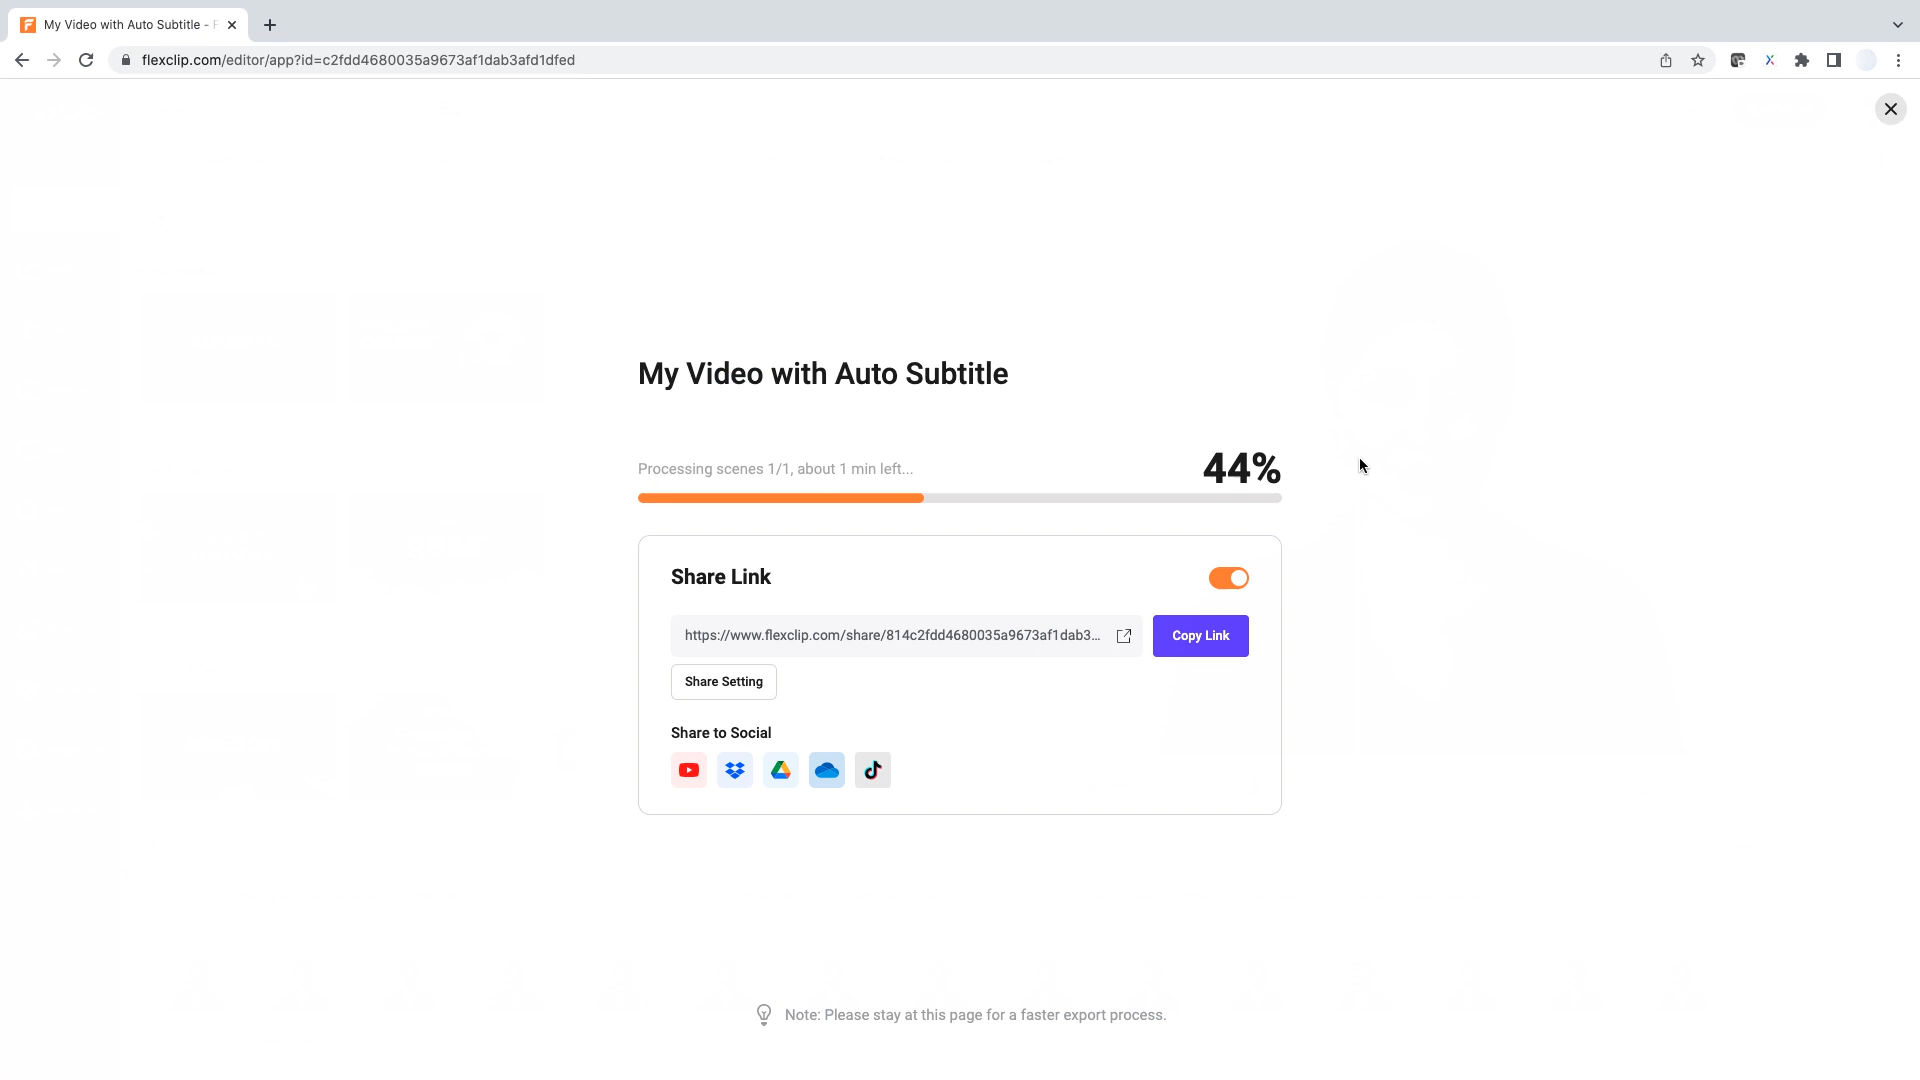 My Video with Auto Subtitle - F
flexclip.com/editor/app?id=c2fdd4680035a9673af1dab3afd1dfed
My Video with Auto Subtitle
Processing scenes 1/1, about 1 min left...
44%
Share Link
https://www.flexclip.com/share/814c2fdd4680035a9673af1dab3...
Copy Link
Share Setting
Share to Social
Note: Please stay at this page for a faster export process.